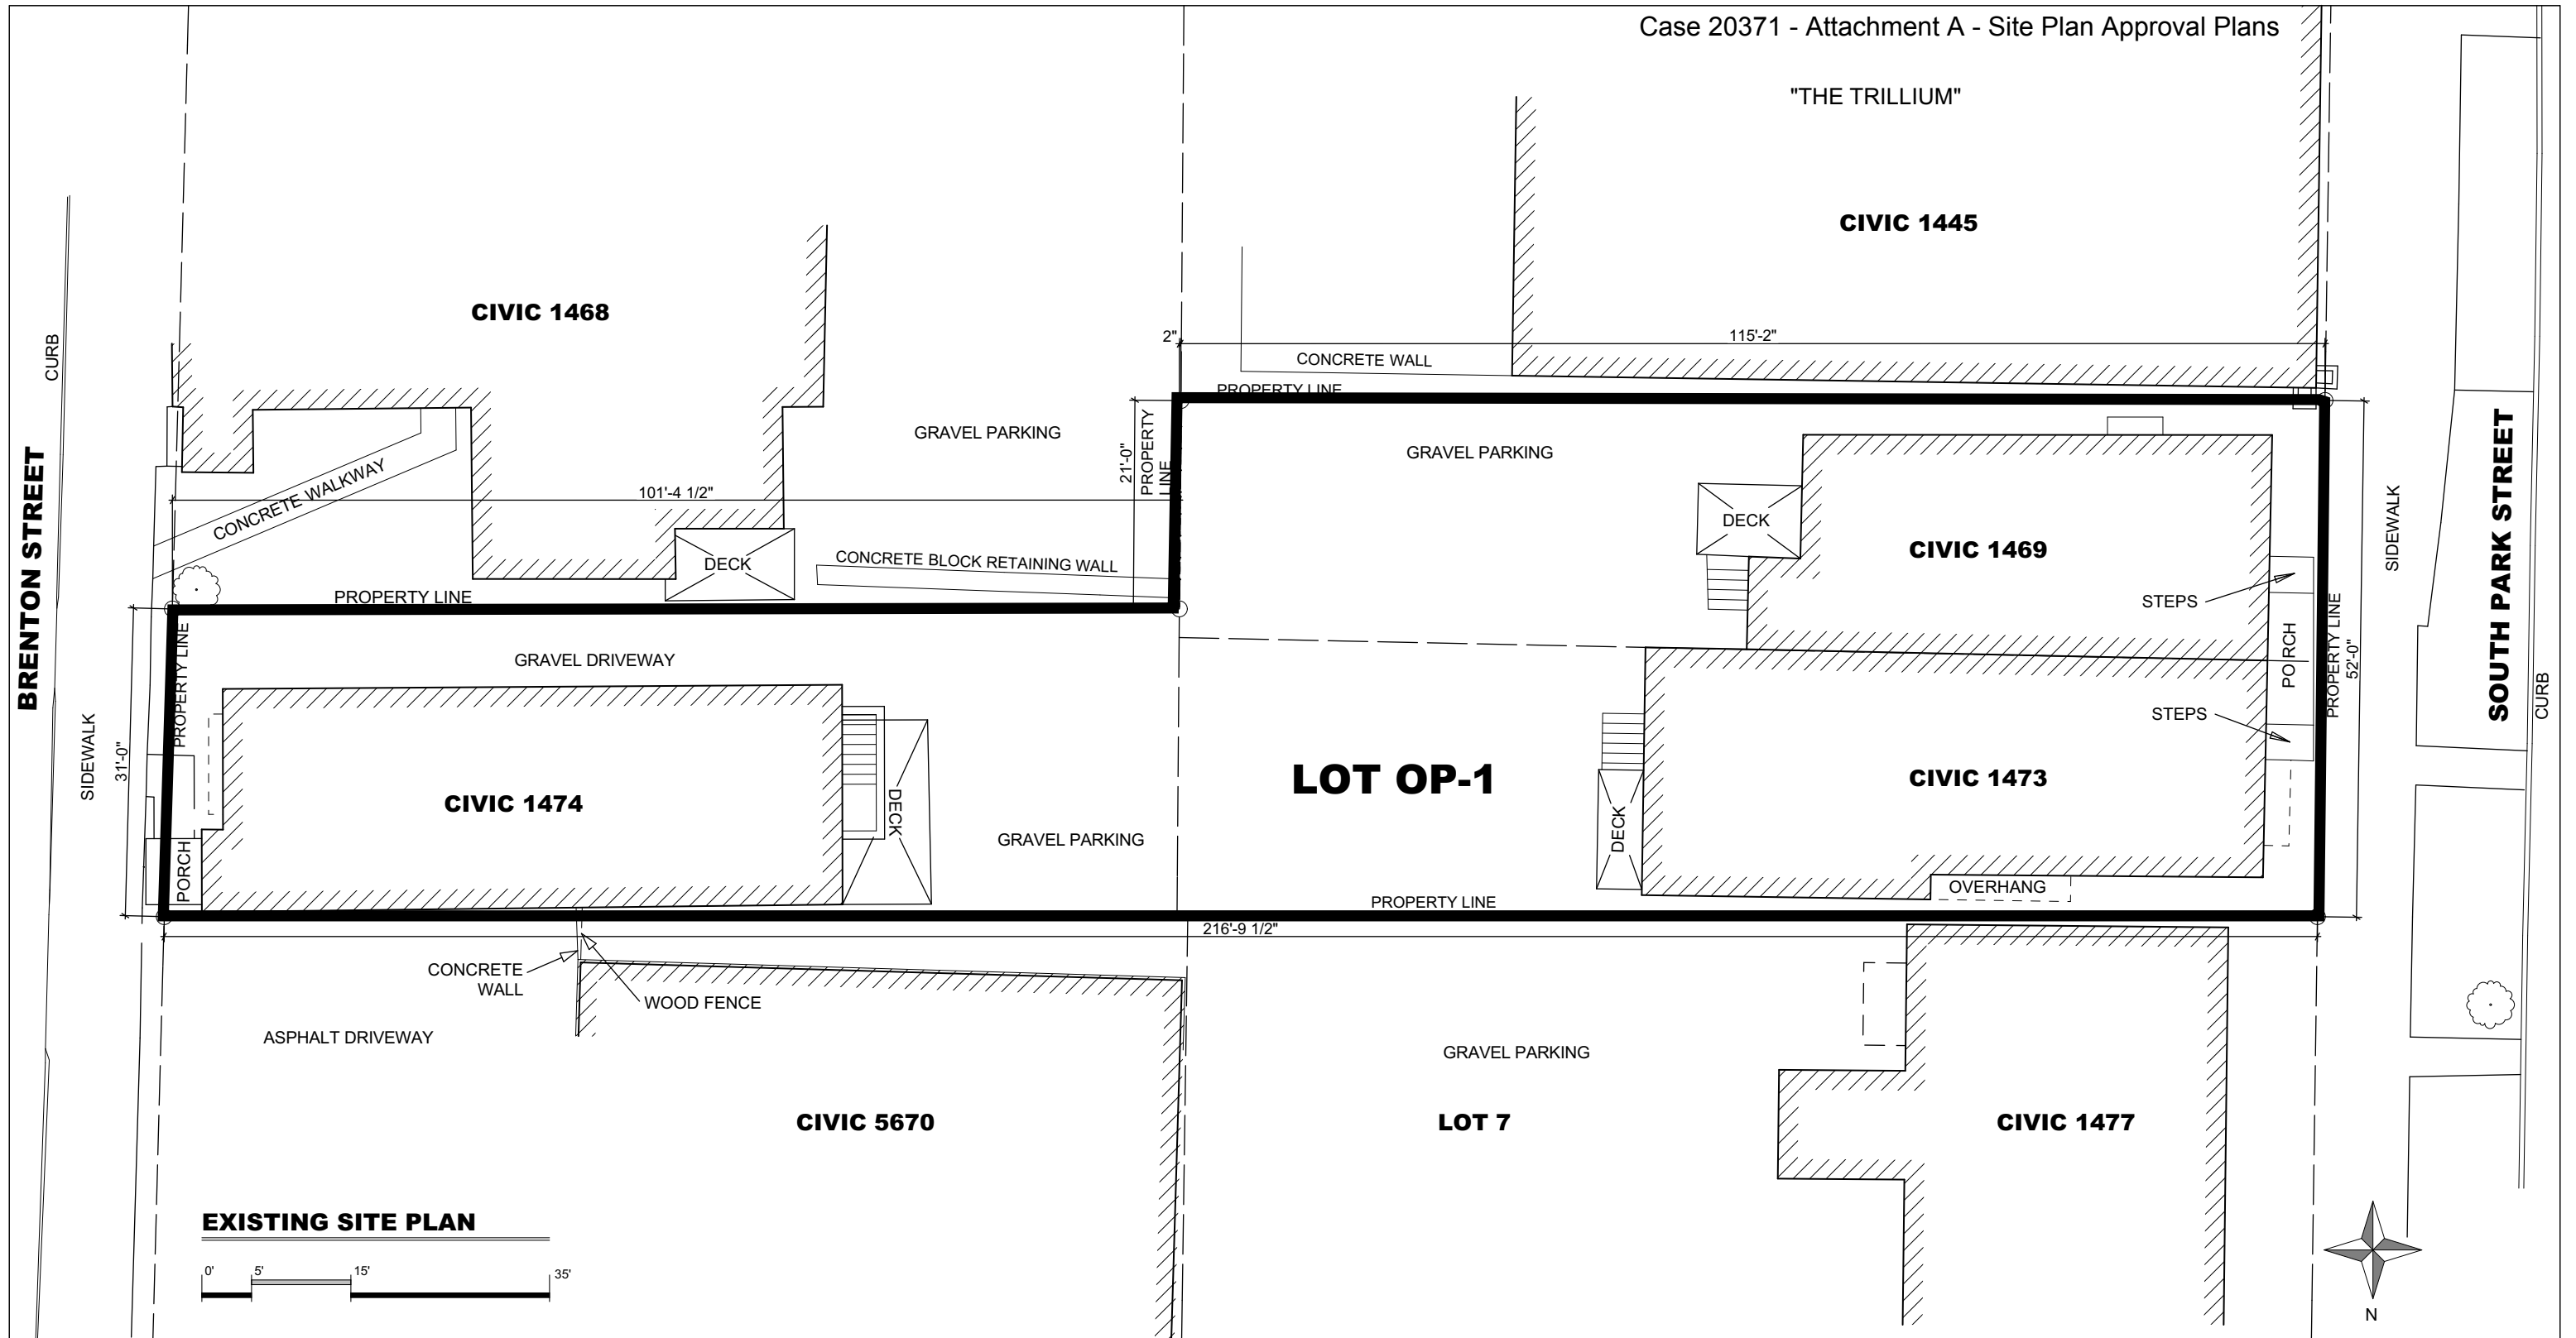 Case 20371 - Attachment A - Site Plan Approval Plans
"THE TRILLIUM"
CIVIC 1445
CIVIC 1468
CURB
2"
115'-2"
CONCRETE WALL
PROPERTY LINE
GRAVEL PARKING
21'-0"
PROPERTY
LINE
GRAVEL PARKING
CONCRETE WALKWAY
101'-4 1/2"
DECK
CONCRETE BLOCK RETAINING WALL
DECK
CIVIC 1469
SIDEWALK
SOUTH PARK STREET
BRENTON STREET
PROPERTY LINE
STEPS
PROPERTY LINE
GRAVEL DRIVEWAY
PORCH
PROPERTY LINE
52'-0"
CURB
STEPS
SIDEWALK
31'-0"
CIVIC 1474
DECK
LOT OP-1
CIVIC 1473
DECK
GRAVEL PARKING
PORCH
OVERHANG
PROPERTY LINE
216'-9 1/2"
CONCRETE
WALL
WOOD FENCE
ASPHALT DRIVEWAY
GRAVEL PARKING
CIVIC 5670
LOT 7
CIVIC 1477
EXISTING SITE PLAN
0'
5'
15'
35'
N